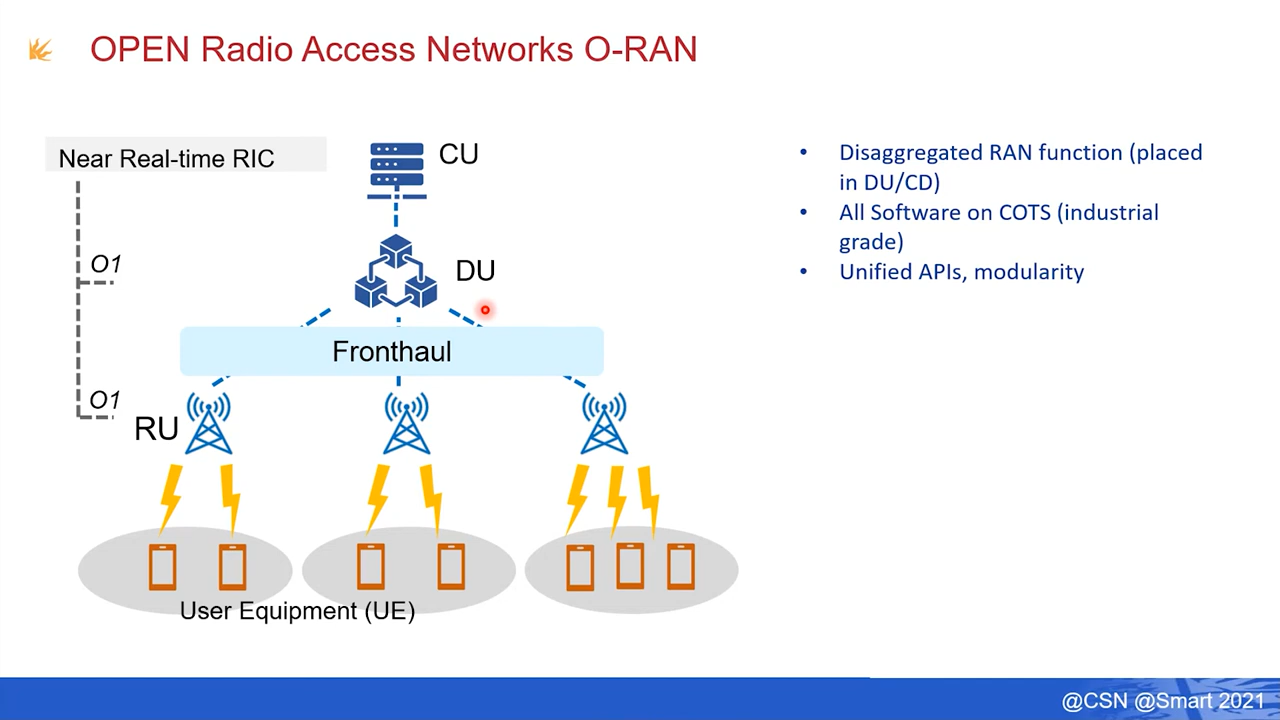 OPEN Radio Access Networks O-RAN
Near Real-time RIC
CU
O1
DU
Fronthaul
O1
RU
User Equipment (UE)
• Disaggregated RAN function (placed
in DU/CD)
• All Software on COTS (industrial
grade)
• Unified APIs, modularity
@CSN @Smart 2021